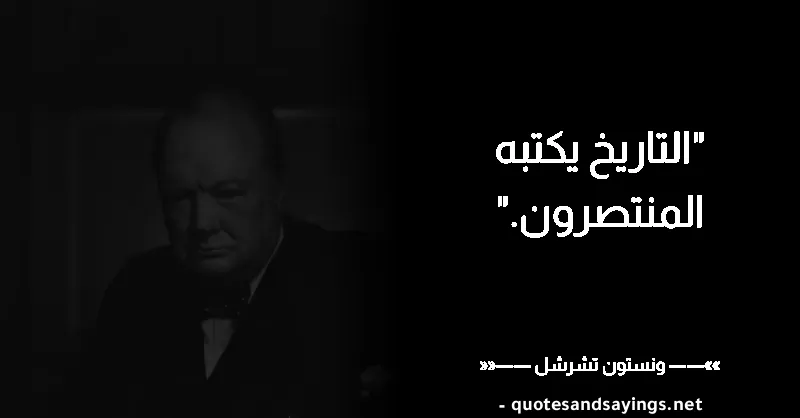 "التاريخ يكتبه
المنتصرون."
»»—— ونستون تشرشل ——««
- quotesandsayings.net